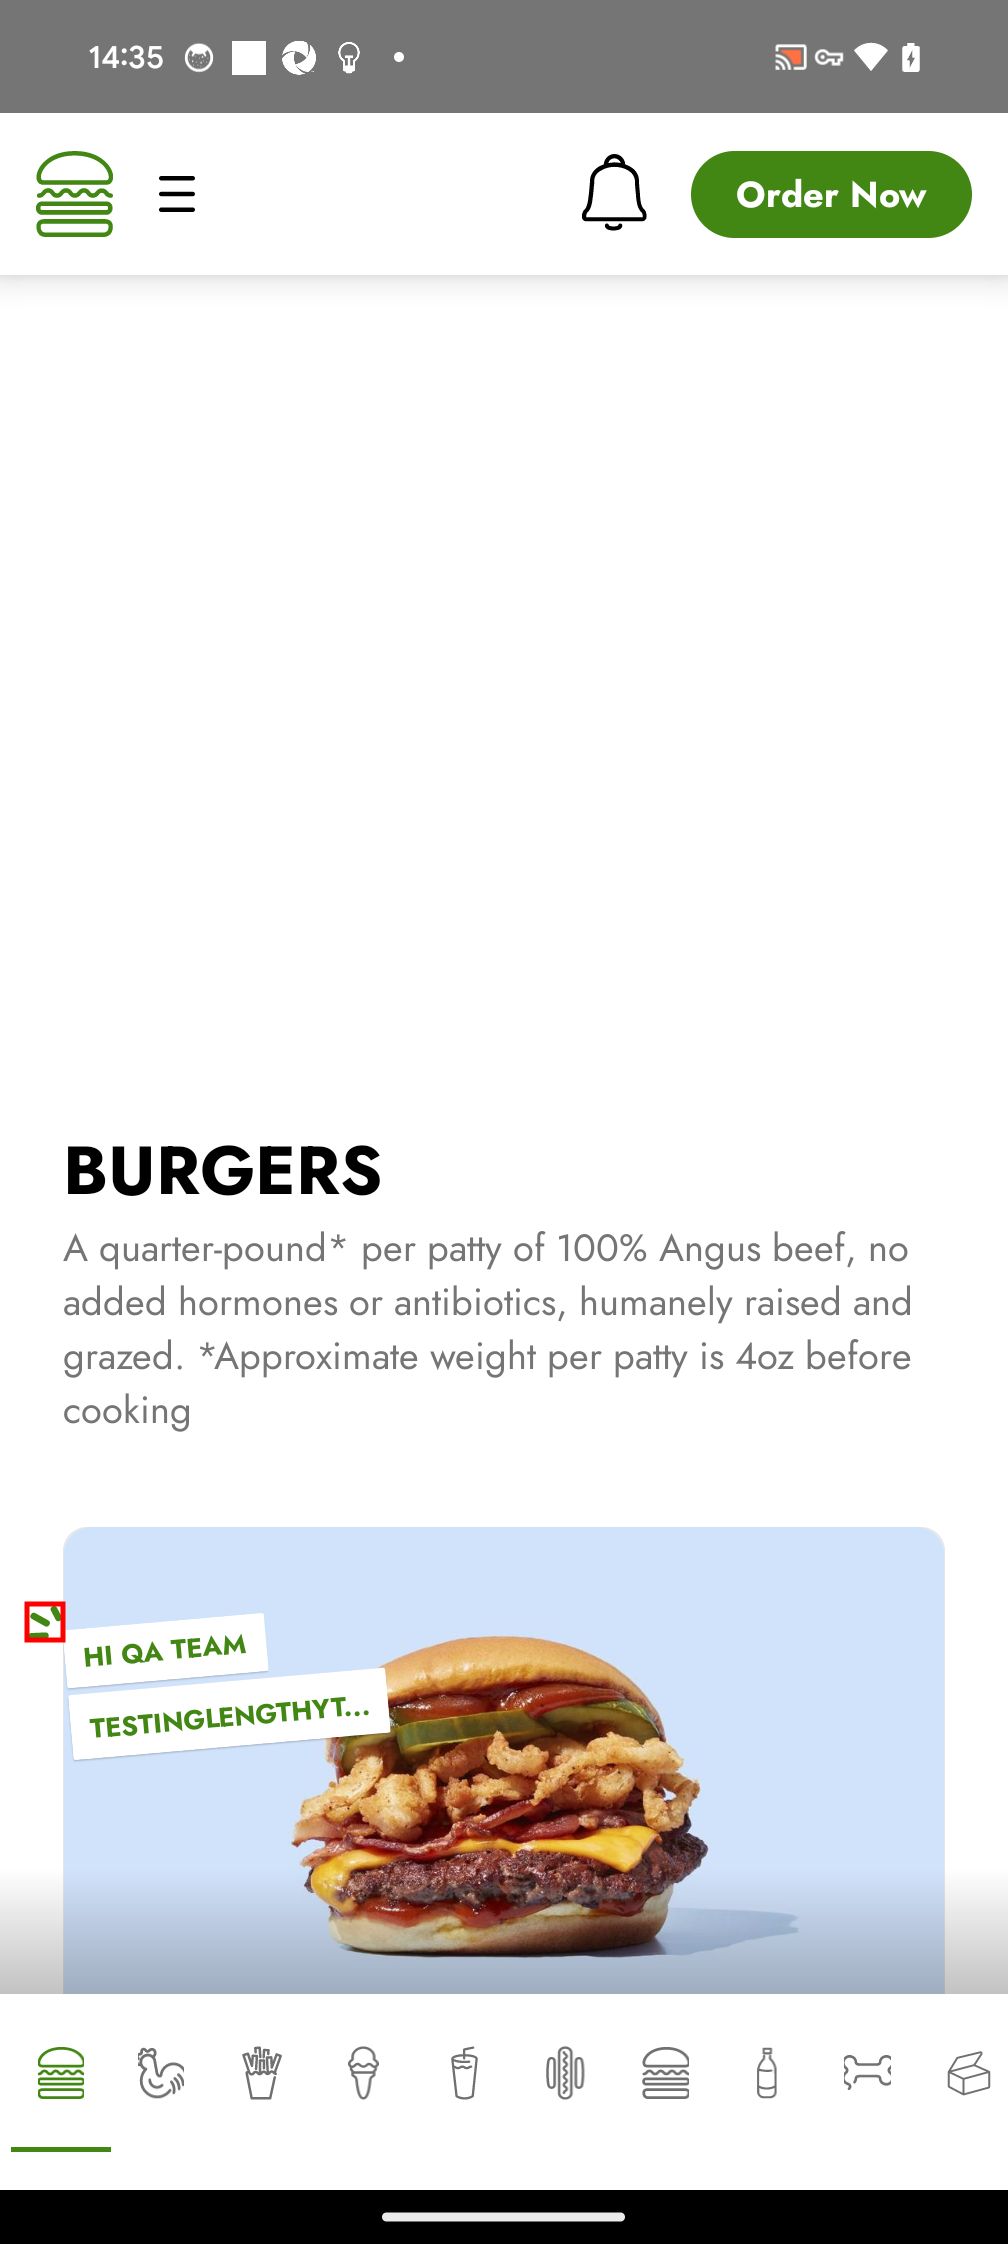 14:35
Order Now
BURGERS
A quarter-pound* per patty of 100% Angus beef, no
added hormones or antibiotics, humanely raised and
grazed. *Approximate weight per patty is 4oz before
cooking
HI QA TEAM
TESTINGLENGTHYT...